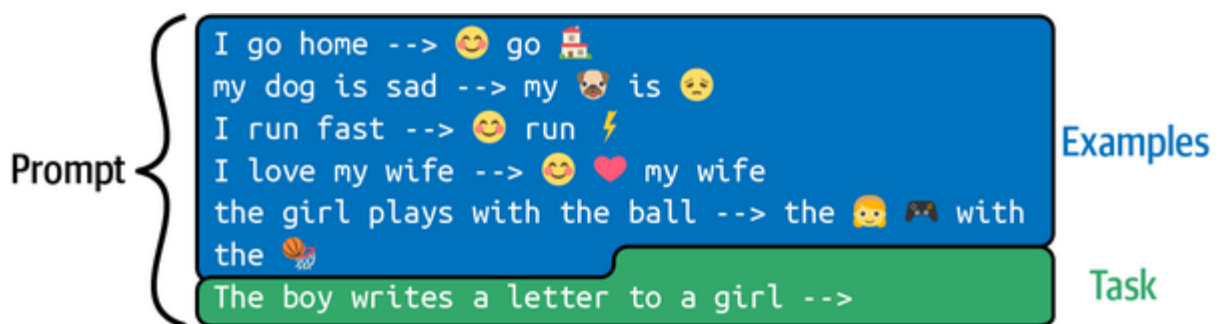 I go home --> 😊 go 🏠
my dog is sad --> my 🐶 is 😞
I run fast --> 😊 run ⚡
I love my wife --> 😊 ❤️ my wife
the girl plays with the ball --> the 👧 🎮 with
the 🏀
The boy writes a letter to a girl -->
Prompt
Examples
Task